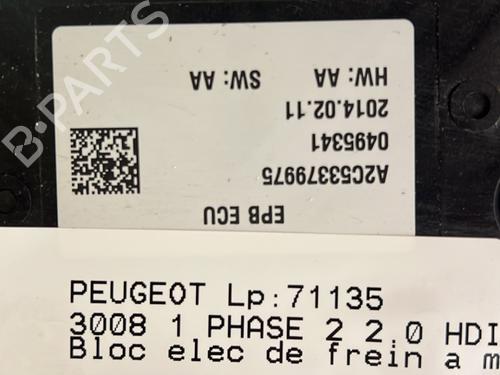 EPB ECU
A2C53379975
0495341
2014.02.11
HW: AA SW: AA
B-PARTS
PEUGEOT Lp:71135
3008 1 PHASE 2 2.0 HDI
Bloc elec de frein a m